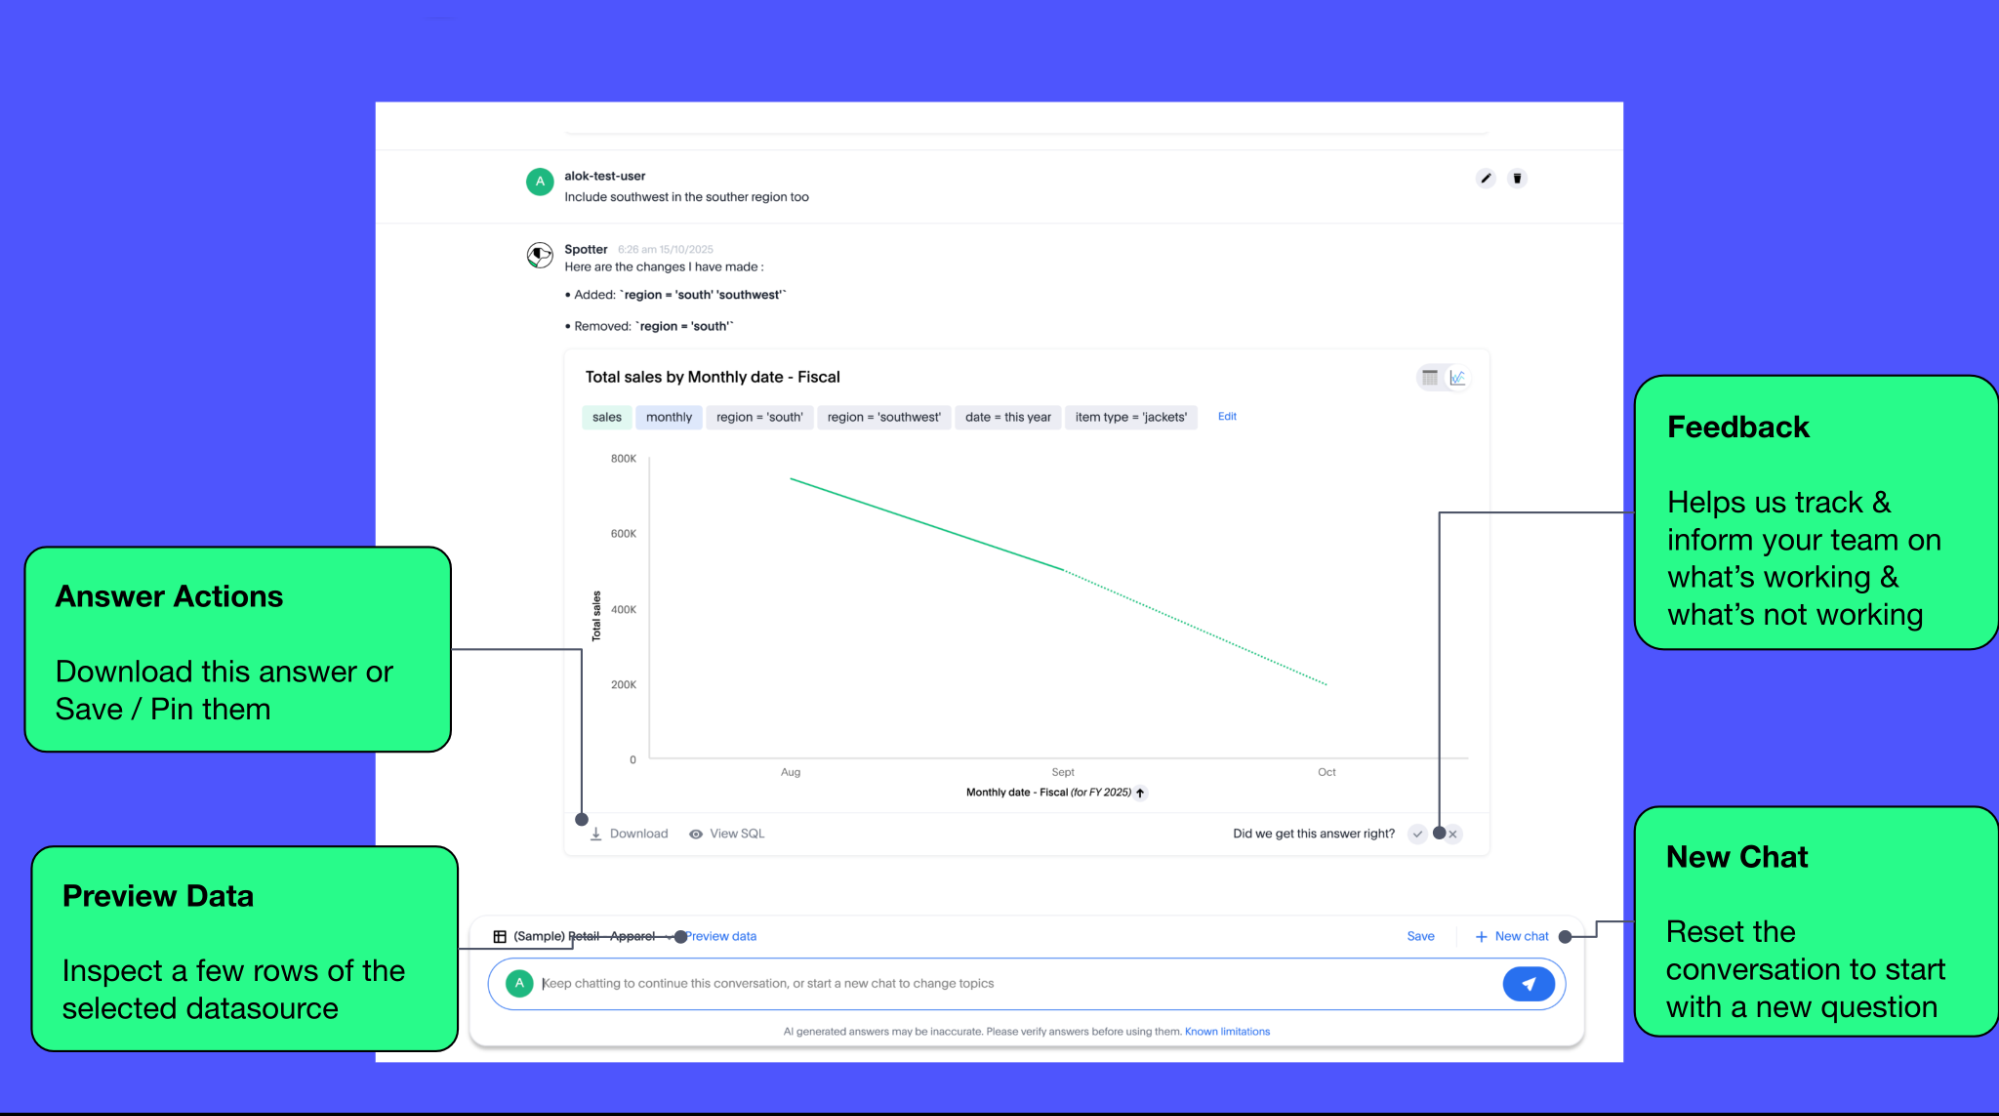 A
alok-test-user
Include southwest in the souther region too
Spotter 6:26 am 15/10/2025
Here are the changes I have made :
• Added: `region = 'south' 'southwest'`
• Removed: `region = 'south'`
Total sales by Monthly date - Fiscal
sales monthly region = 'south' region = 'southwest' date = this year item type = 'jackets' Edit
800K
600K
400K
200K
0
Total sales
Aug Sept Oct
Monthly date - Fiscal (for FY 2025)
Download View SQL Did we get this answer right?
(Sample) Retail - Apparel Preview data Save + New chat
A Keep chatting to continue this conversation, or start a new chat to change topics
AI generated answers may be inaccurate. Please verify answers before using them. Known limitations
Answer Actions
Download this answer or
Save / Pin them
Preview Data
Inspect a few rows of the
selected datasource
Feedback
Helps us track &
inform your team on
what's working &
what's not working
New Chat
Reset the
conversation to start
with a new question